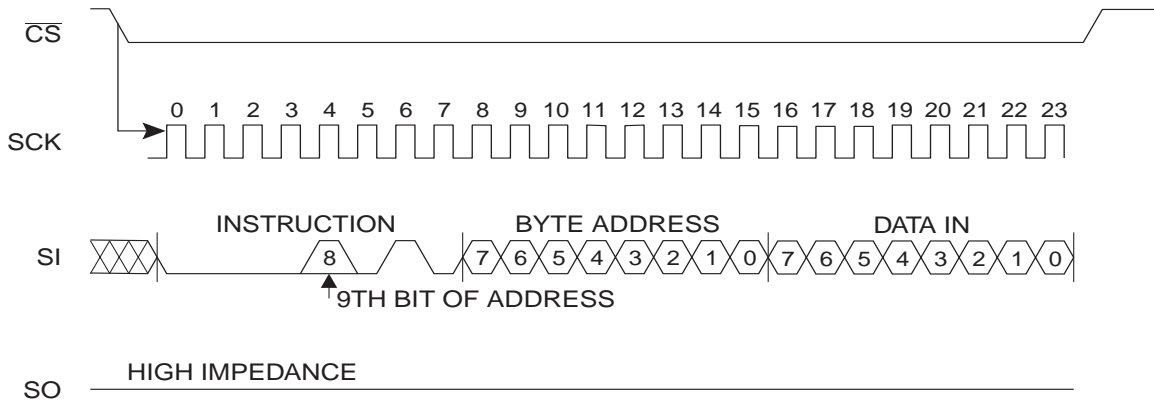 CS
0 1 2 3 4 5 6 7 8 9 10 11 12 13 14 15 16 17 18 19 20 21 22 23
SCK
INSTRUCTION BYTE ADDRESS DATA IN
SI 8 7 6 5 4 3 2 1 0 7 6 5 4 3 2 1 0
9TH BIT OF ADDRESS
HIGH IMPEDANCE
SO